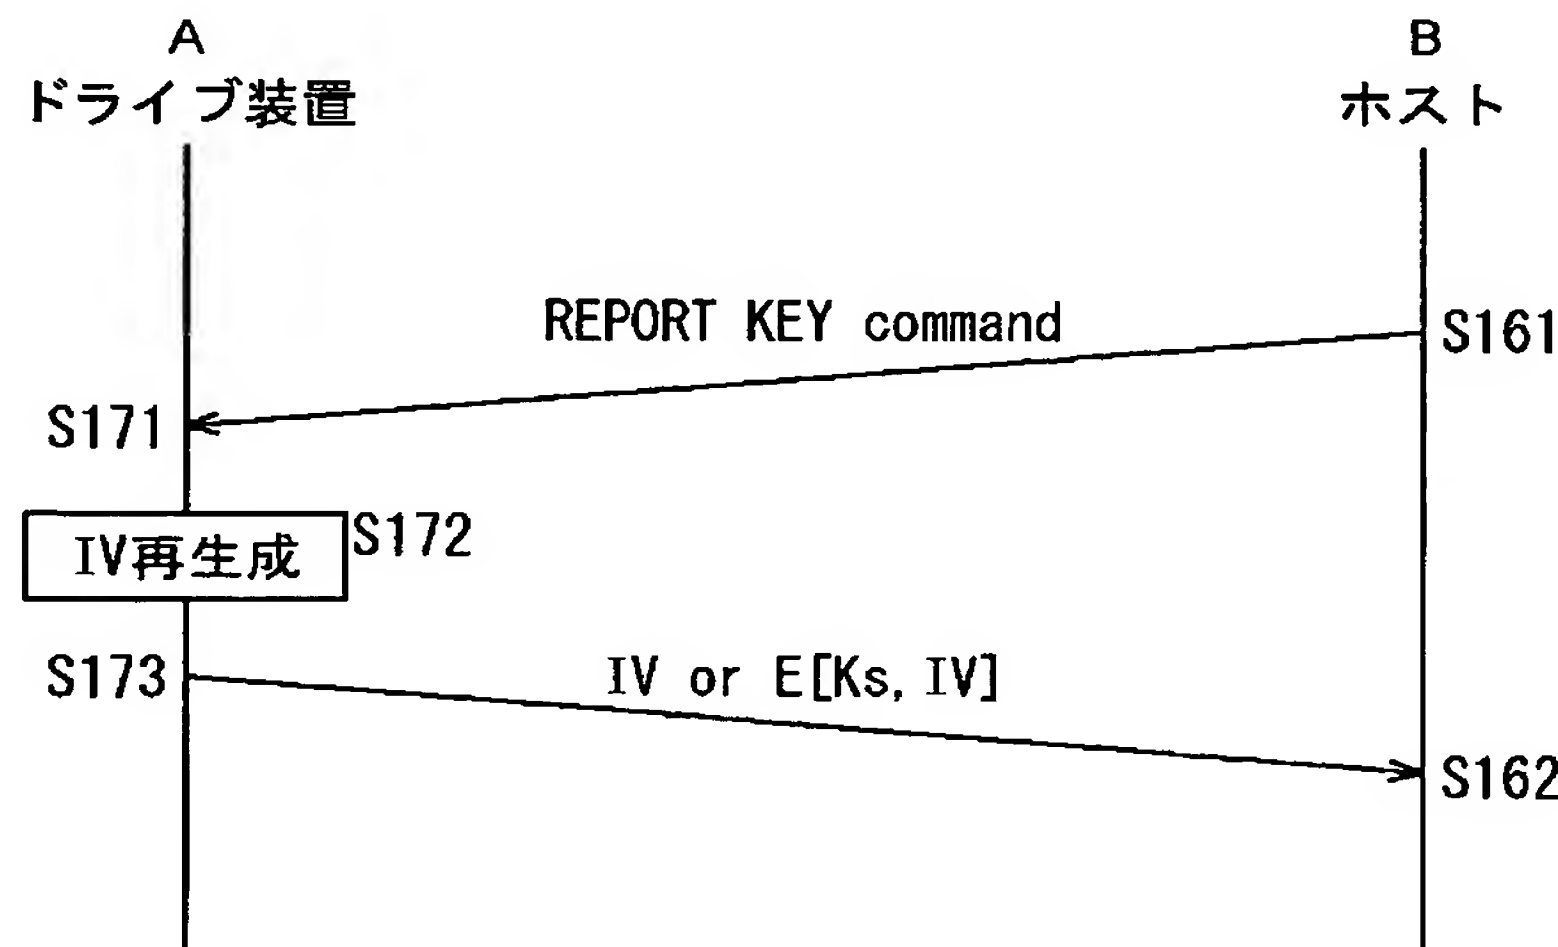 A
ドライブ装置
B
ホスト
REPORT KEY command
S161
S171
IV再生成
S172
S173
IV or E[Ks, IV]
S162